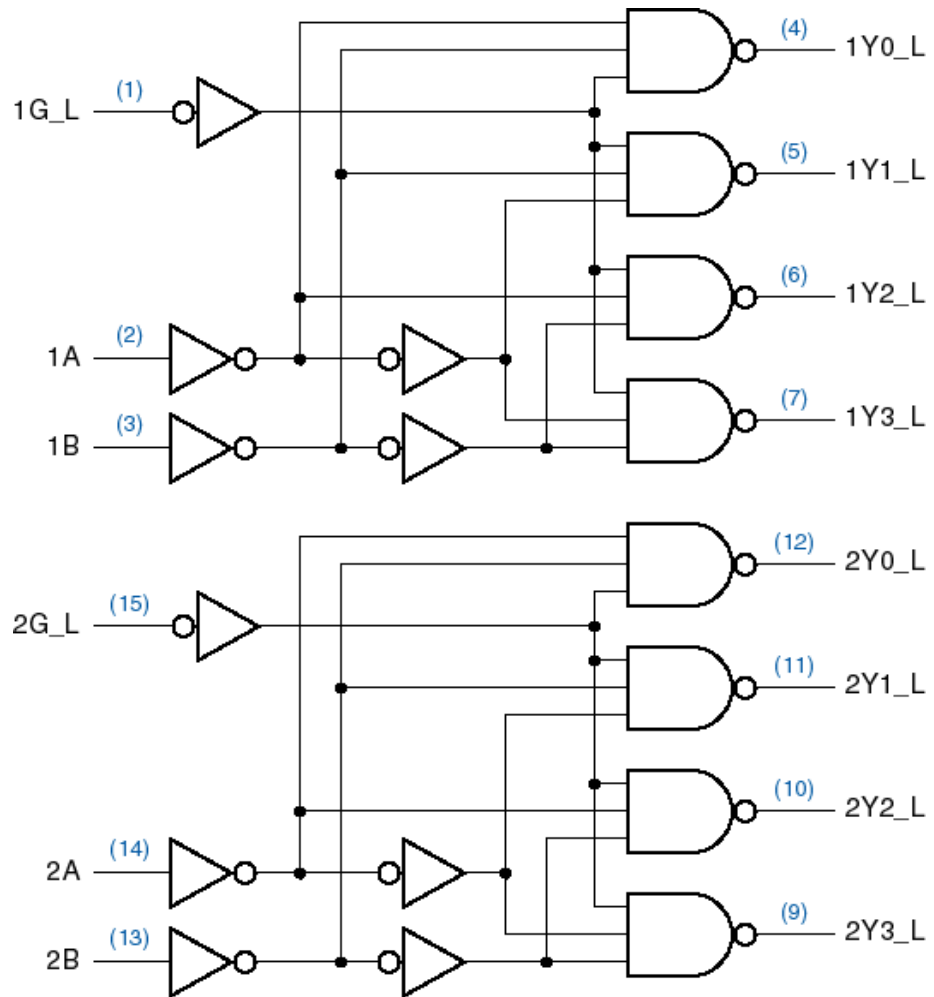 (4) 1Y0_L
1G_L (1)
(5) 1Y1_L
(6) 1Y2_L
1A (2)
(7) 1Y3_L
1B (3)
(12) 2Y0_L
2G_L (15)
(11) 2Y1_L
(10) 2Y2_L
2A (14)
(9) 2Y3_L
2B (13)